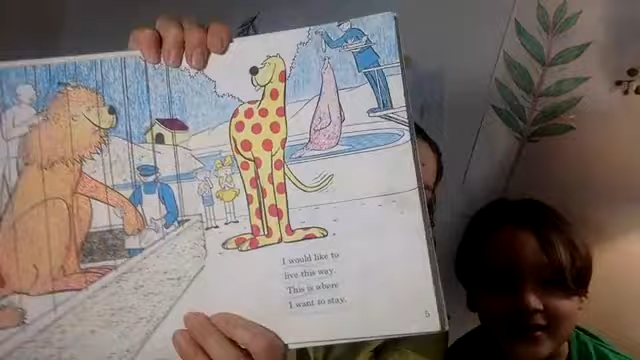 I would like to
live this way.
This is where
I want to stay.
5